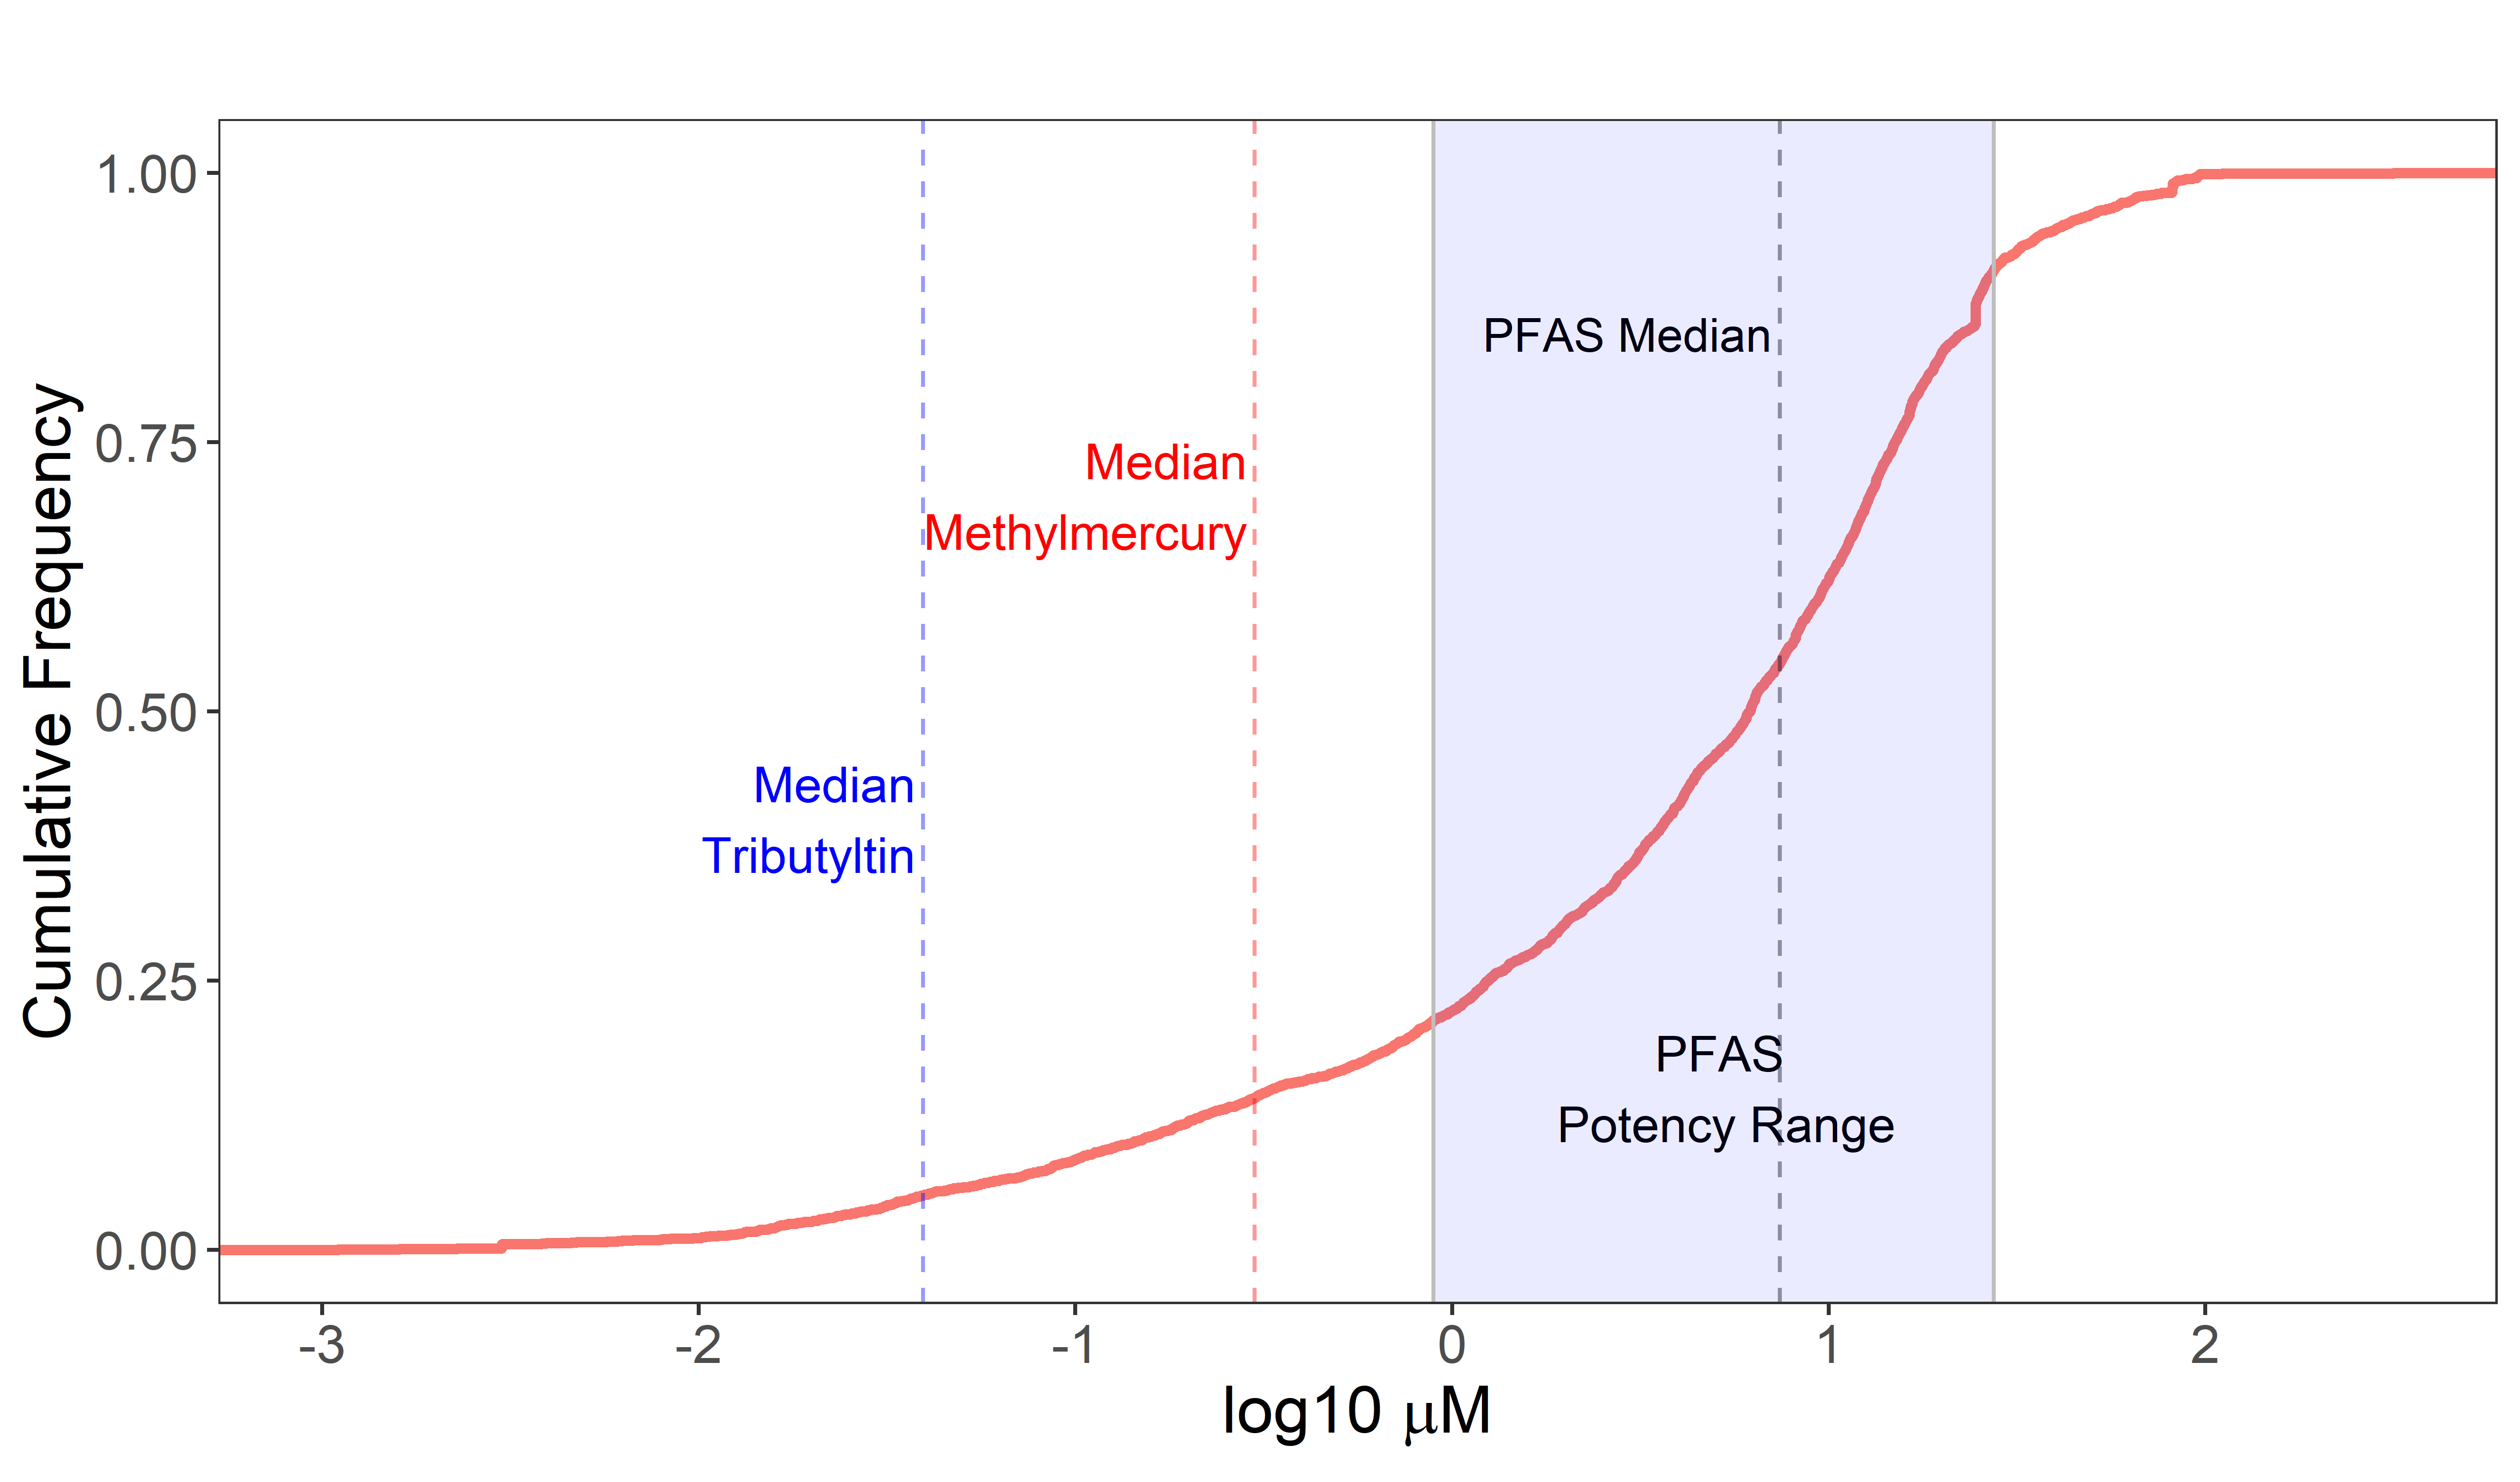 1.00
0.75
0.50
0.25
0.00
Cumulative Frequency
PFAS Median
Median
Methylmercury
Median
Tributyltin
PFAS
Potency Range
-3
-2
-1
0
1
2
log10 μM